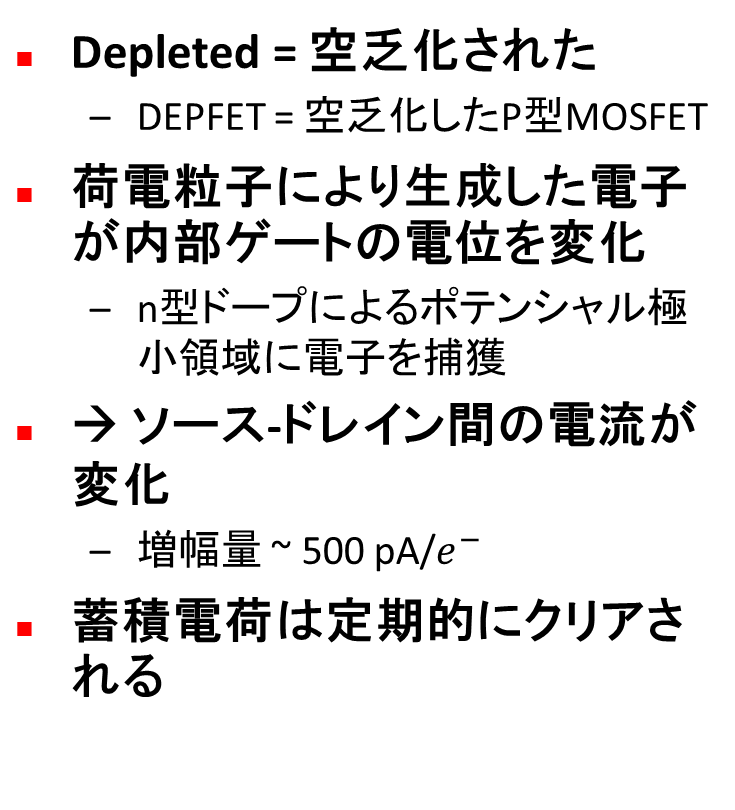 ▪ Depleted = 空乏化された
– DEPFET = 空乏化したP型MOSFET
▪ 荷電粒子により生成した電子
が内部ゲートの電位を変化
– n型ドープによるポテンシャル極
小領域に電子を捕獲
▪ → ソース-ドレイン間の電流が
変化
– 増幅量 ~ 500 pA/e⁻
▪ 蓄積電荷は定期的にクリアさ
れる